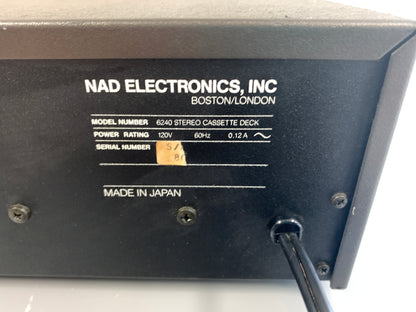 NAD ELECTRONICS, INC
BOSTON/LONDON
MODEL NUMBER 6240 STEREO CASSETTE DECK
POWER RATING 120V 60Hz 0.12 A
SERIAL NUMBER
MADE IN JAPAN